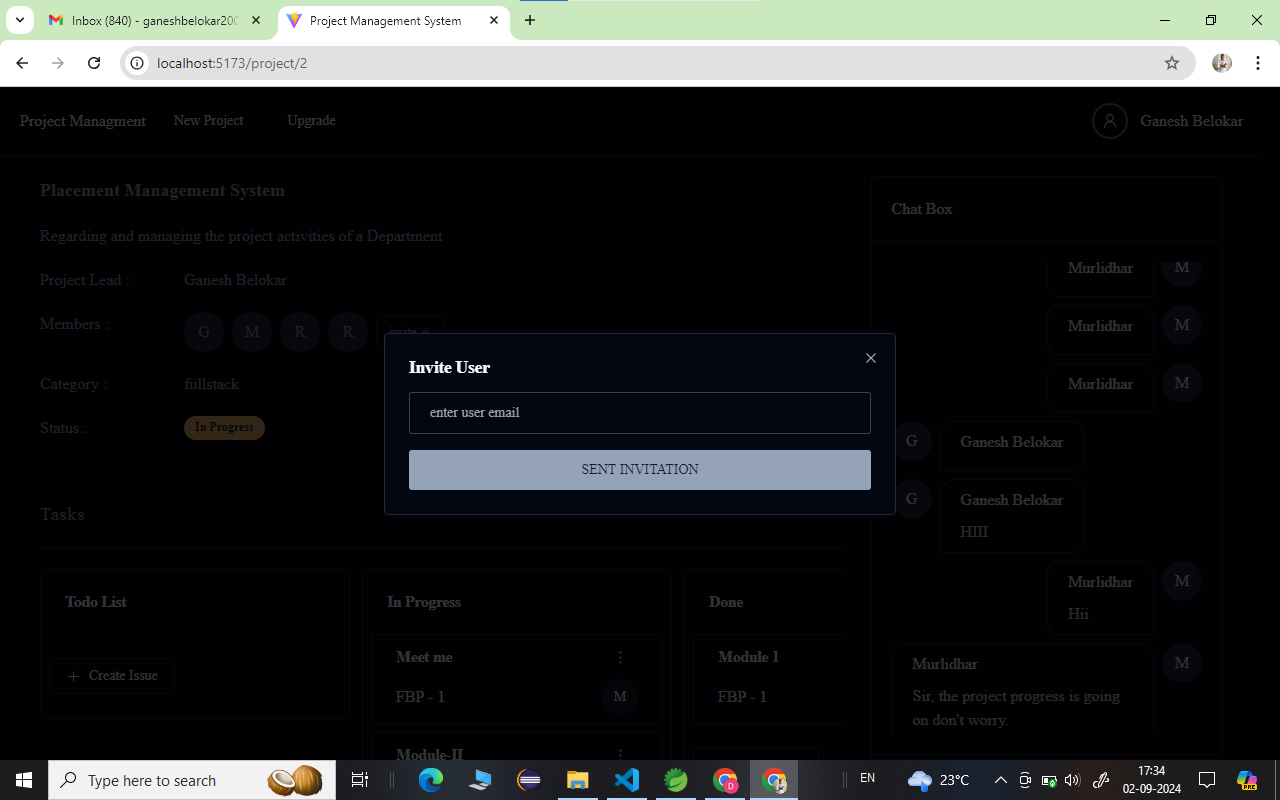 Inbox (840) - ganeshbelokar200
Project Management System
localhost:5173/project/2
Project Managment
New Project
Upgrade
Ganesh Belokar
Placement Management System
Regarding and managing the project activities of a Department
Project Lead :
Ganesh Belokar
Members :
G
M
R
R
invite +
Category :
fullstack
Status :
In Progress
Invite User
enter user email
SENT INVITATION
Tasks
Todo List
Create Issue
In Progress
Meet me
FBP - 1
M
Module-II
Done
Module 1
FBP - 1
Chat Box
Murlidhar
M
Murlidhar
M
Murlidhar
M
G
Ganesh Belokar
G
Ganesh Belokar
HIII
Murlidhar
M
Hii
Murlidhar
M
Sir, the project progress is going
on don't worry.
Type here to search
D
EN
23°C
17:34
02-09-2024
PRE